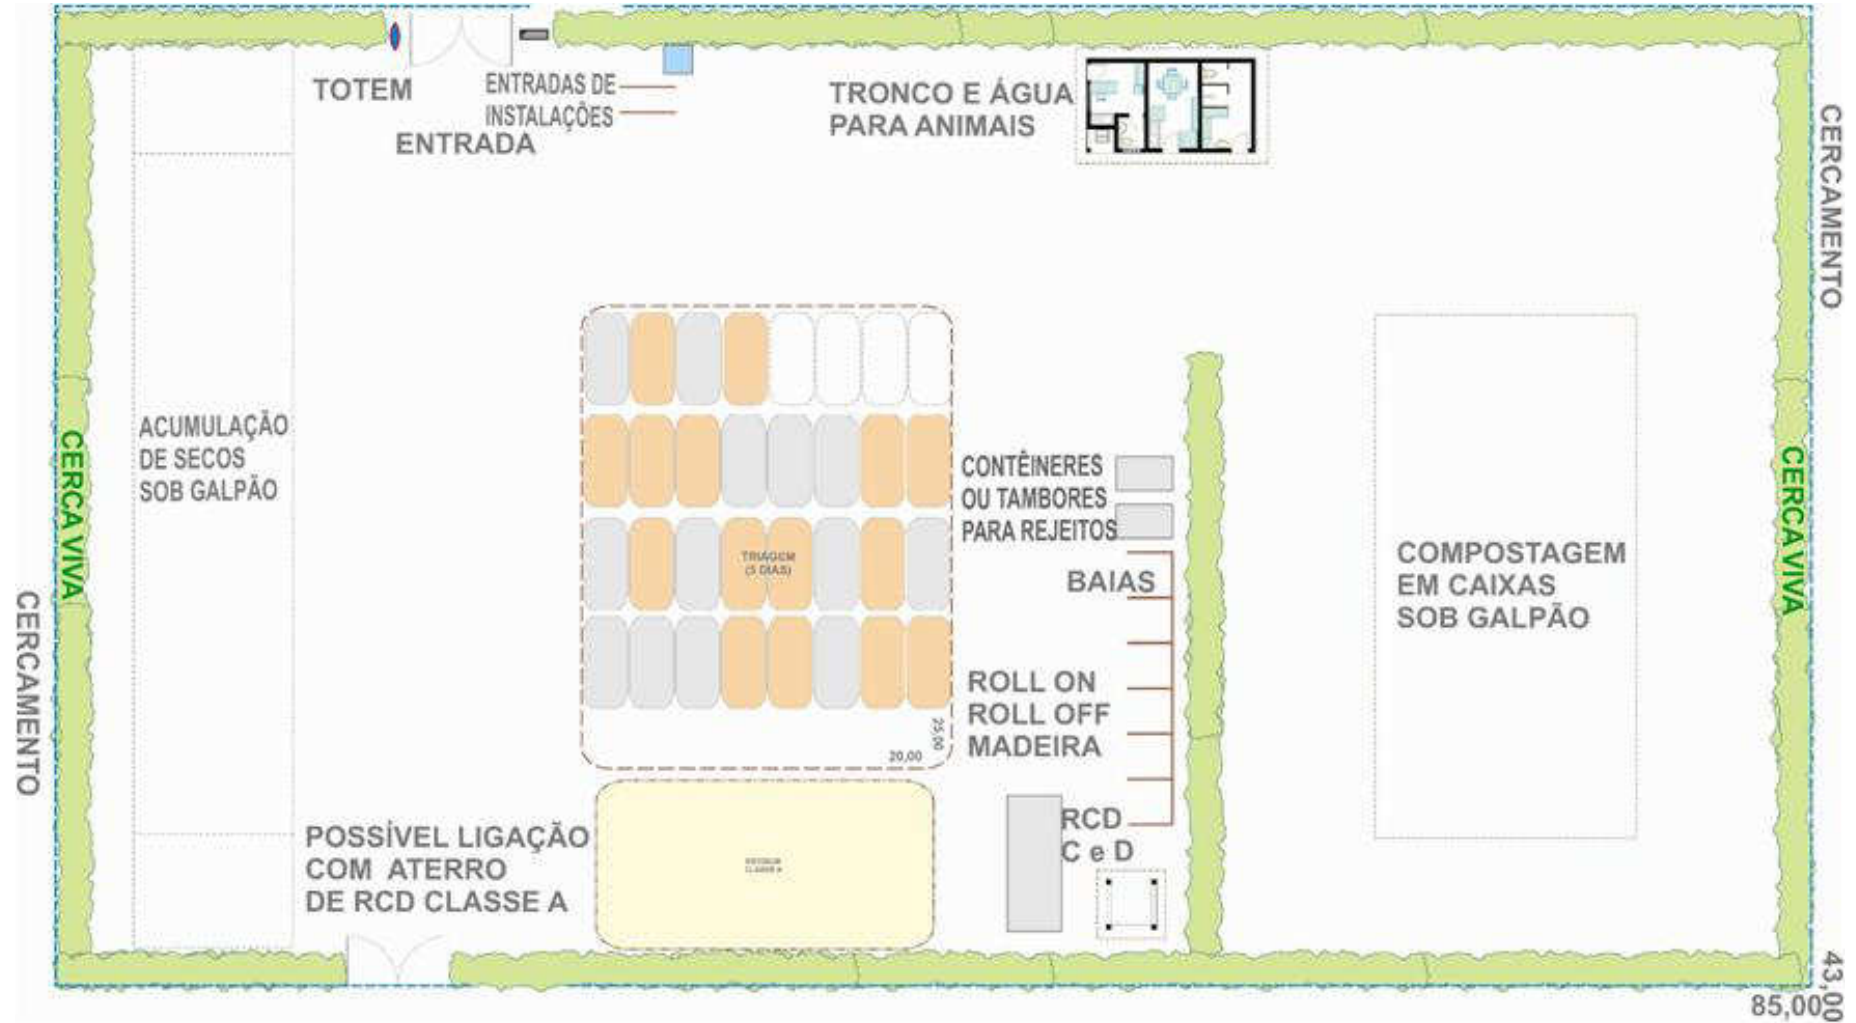 TOTEM
ENTRADAS DE
INSTALAÇÕES
ENTRADA
TRONCO E ÁGUA
PARA ANIMAIS
CERCAMENTO
ACUMULAÇÃO
DE SECOS
SOB GALPÃO
CERCA VIVA
CERCAMENTO
TRIAGEM
(5 DIAS)
25,00
20,00
CONTÊINERES
OU TAMBORES
PARA REJEITOS
BAIAS
ROLL ON
ROLL OFF
MADEIRA
RCD
C e D
COMPOSTAGEM
EM CAIXAS
SOB GALPÃO
CERCA VIVA
POSSÍVEL LIGAÇÃO
COM ATERRO
DE RCD CLASSE A
CLASSE A
43,00
85,00